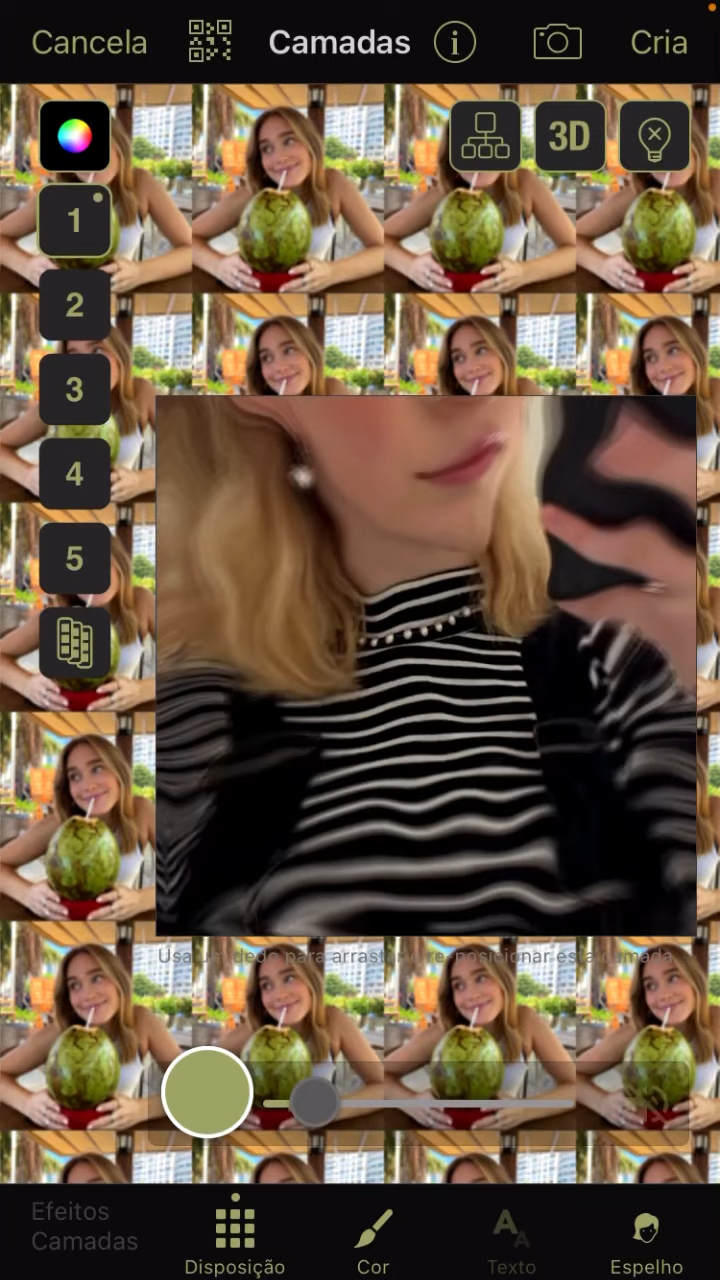 Cancela
Camadas
Cria
3D
1
2
3
4
5
Usa um dedo para arrastar e re-posicionar esta camada
Efeitos
Camadas
Disposição
Cor
Texto
Espelho